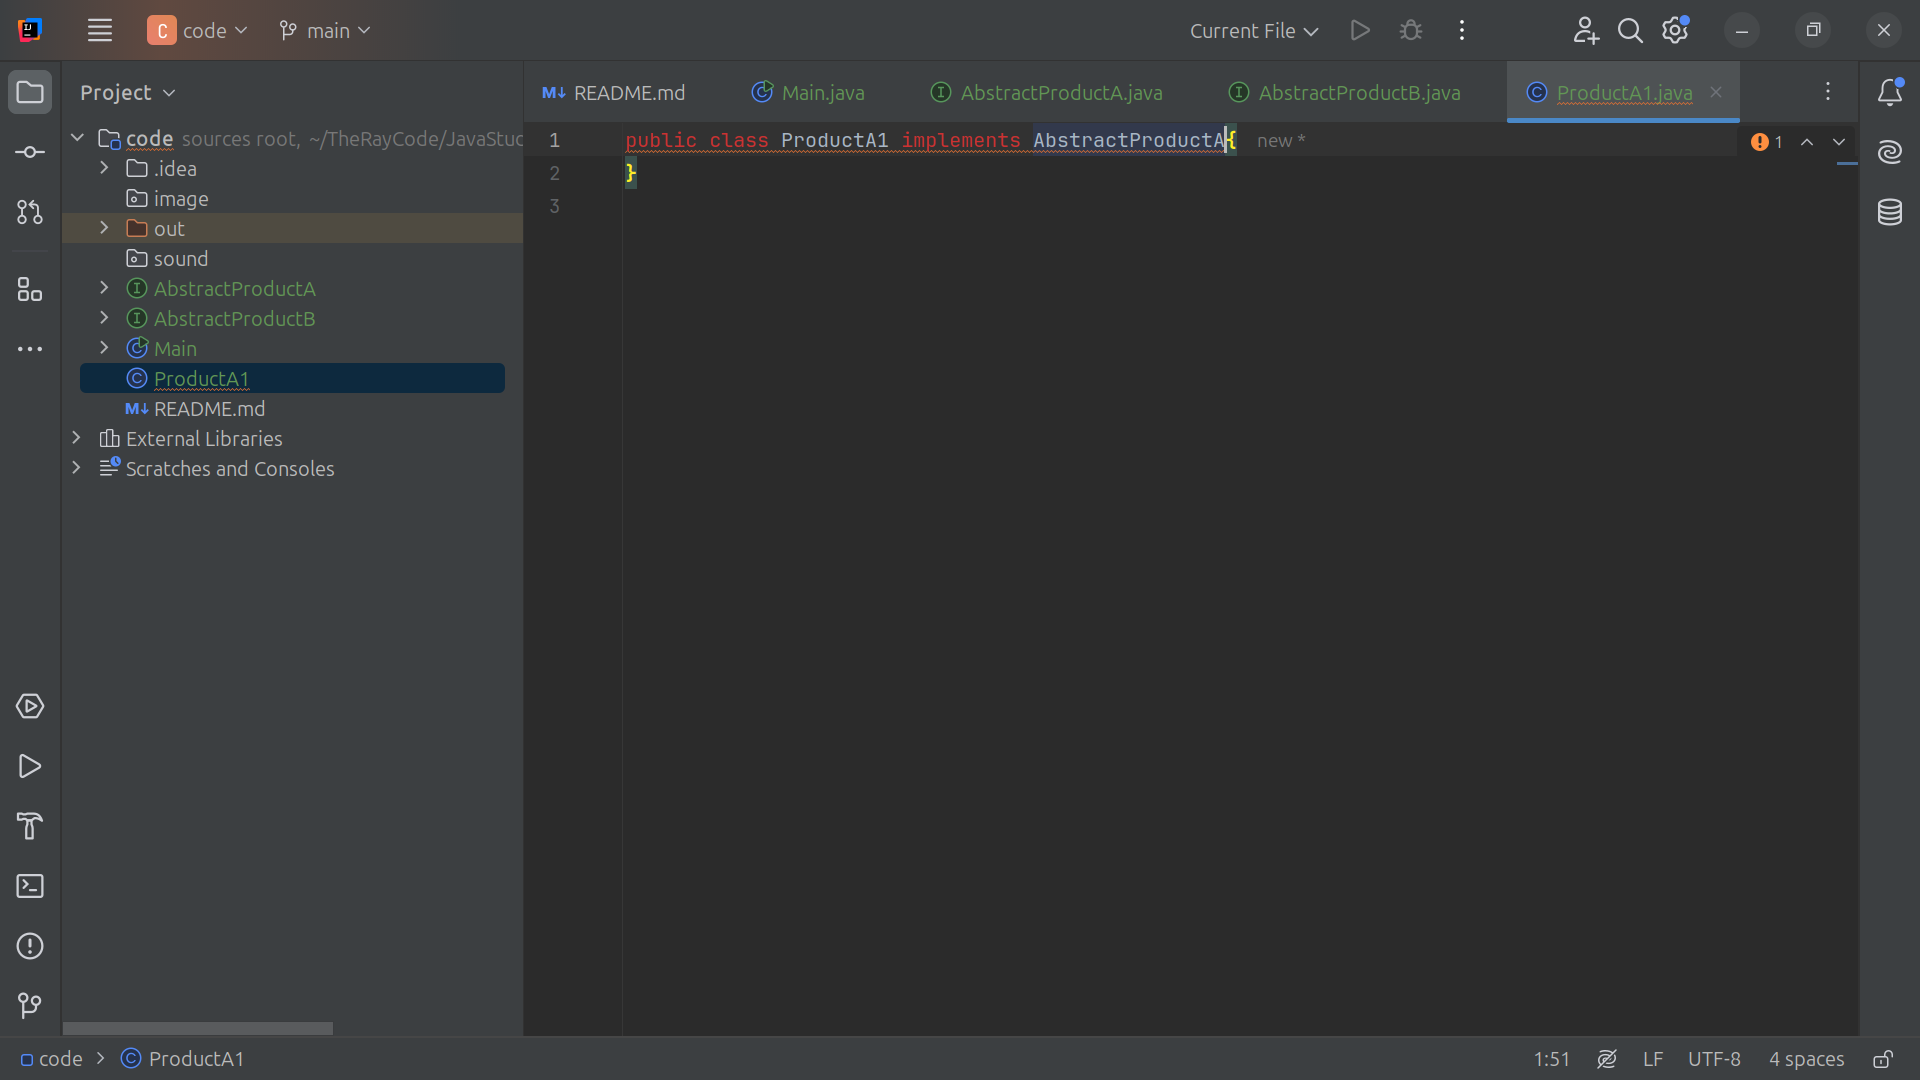 C code main Current File
Project README.md Main.java AbstractProductA.java AbstractProductB.java ProductA1.java
code sources root, ~/TheRayCode/JavaStud
.idea
image
out
sound
AbstractProductA
AbstractProductB
Main
ProductA1
README.md
External Libraries
Scratches and Consoles
1 public class ProductA1 implements AbstractProductA{ new * 1
2 }
3
code ProductA1 1:51 LF UTF-8 4 spaces